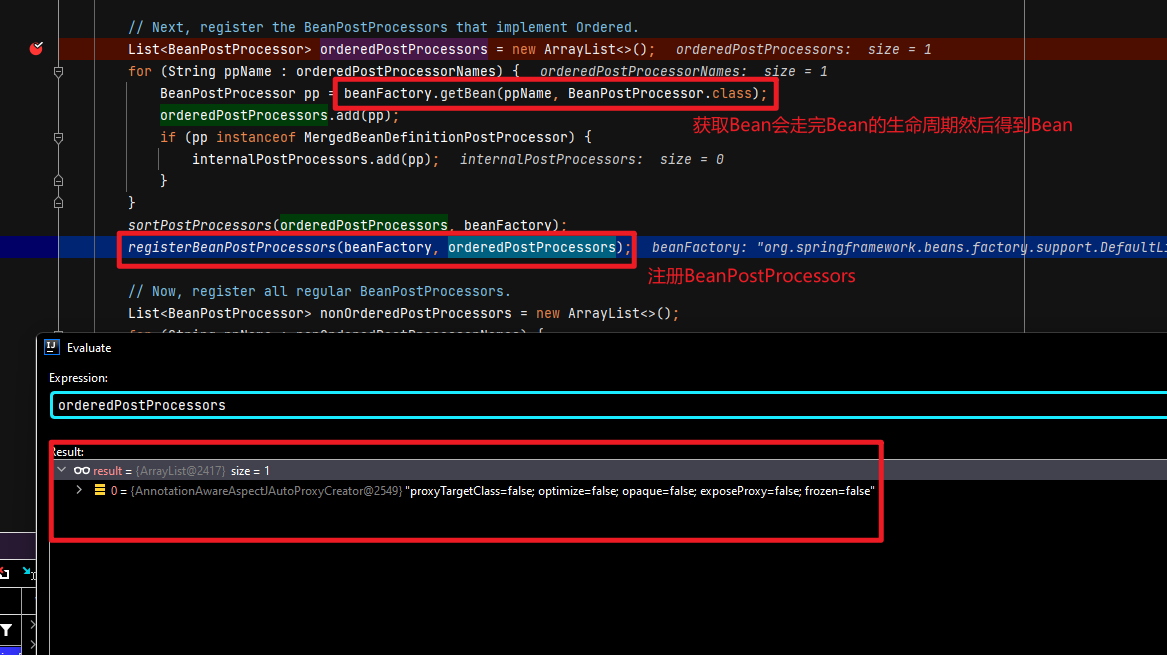 // Next, register the BeanPostProcessors that implement Ordered.
List<BeanPostProcessor> orderedPostProcessors = new ArrayList<>(); orderedPostProcessors: size = 1
for (String ppName : orderedPostProcessorNames) { orderedPostProcessorNames: size = 1
BeanPostProcessor pp = beanFactory.getBean(ppName, BeanPostProcessor.class);
orderedPostProcessors.add(pp);
获取Bean会走完Bean的生命周期然后得到Bean
if (pp instanceof MergedBeanDefinitionPostProcessor) {
internalPostProcessors.add(pp); internalPostProcessors: size = 0
}
}
sortPostProcessors(orderedPostProcessors, beanFactory);
registerBeanPostProcessors(beanFactory, orderedPostProcessors); beanFactory: "org.springframework.beans.factory.support.DefaultLi
注册BeanPostProcessors
// Now, register all regular BeanPostProcessors.
List<BeanPostProcessor> nonOrderedPostProcessors = new ArrayList<>();
Evaluate
Expression:
orderedPostProcessors
Result:
result = {ArrayList@2417} size = 1
0 = {AnnotationAwareAspectJAutoProxyCreator@2549} "proxyTargetClass=false; optimize=false; opaque=false; exposeProxy=false; frozen=false"